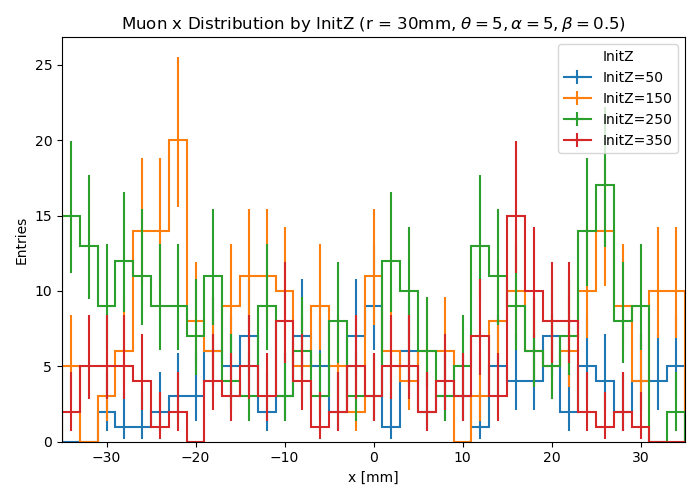 Muon x Distribution by InitZ (r = 30mm, θ = 5, α = 5, β = 0.5)
InitZ
InitZ=50
InitZ=150
InitZ=250
InitZ=350
Entries
25
20
15
10
5
0
−30 −20 −10 0 10 20 30
x [mm]